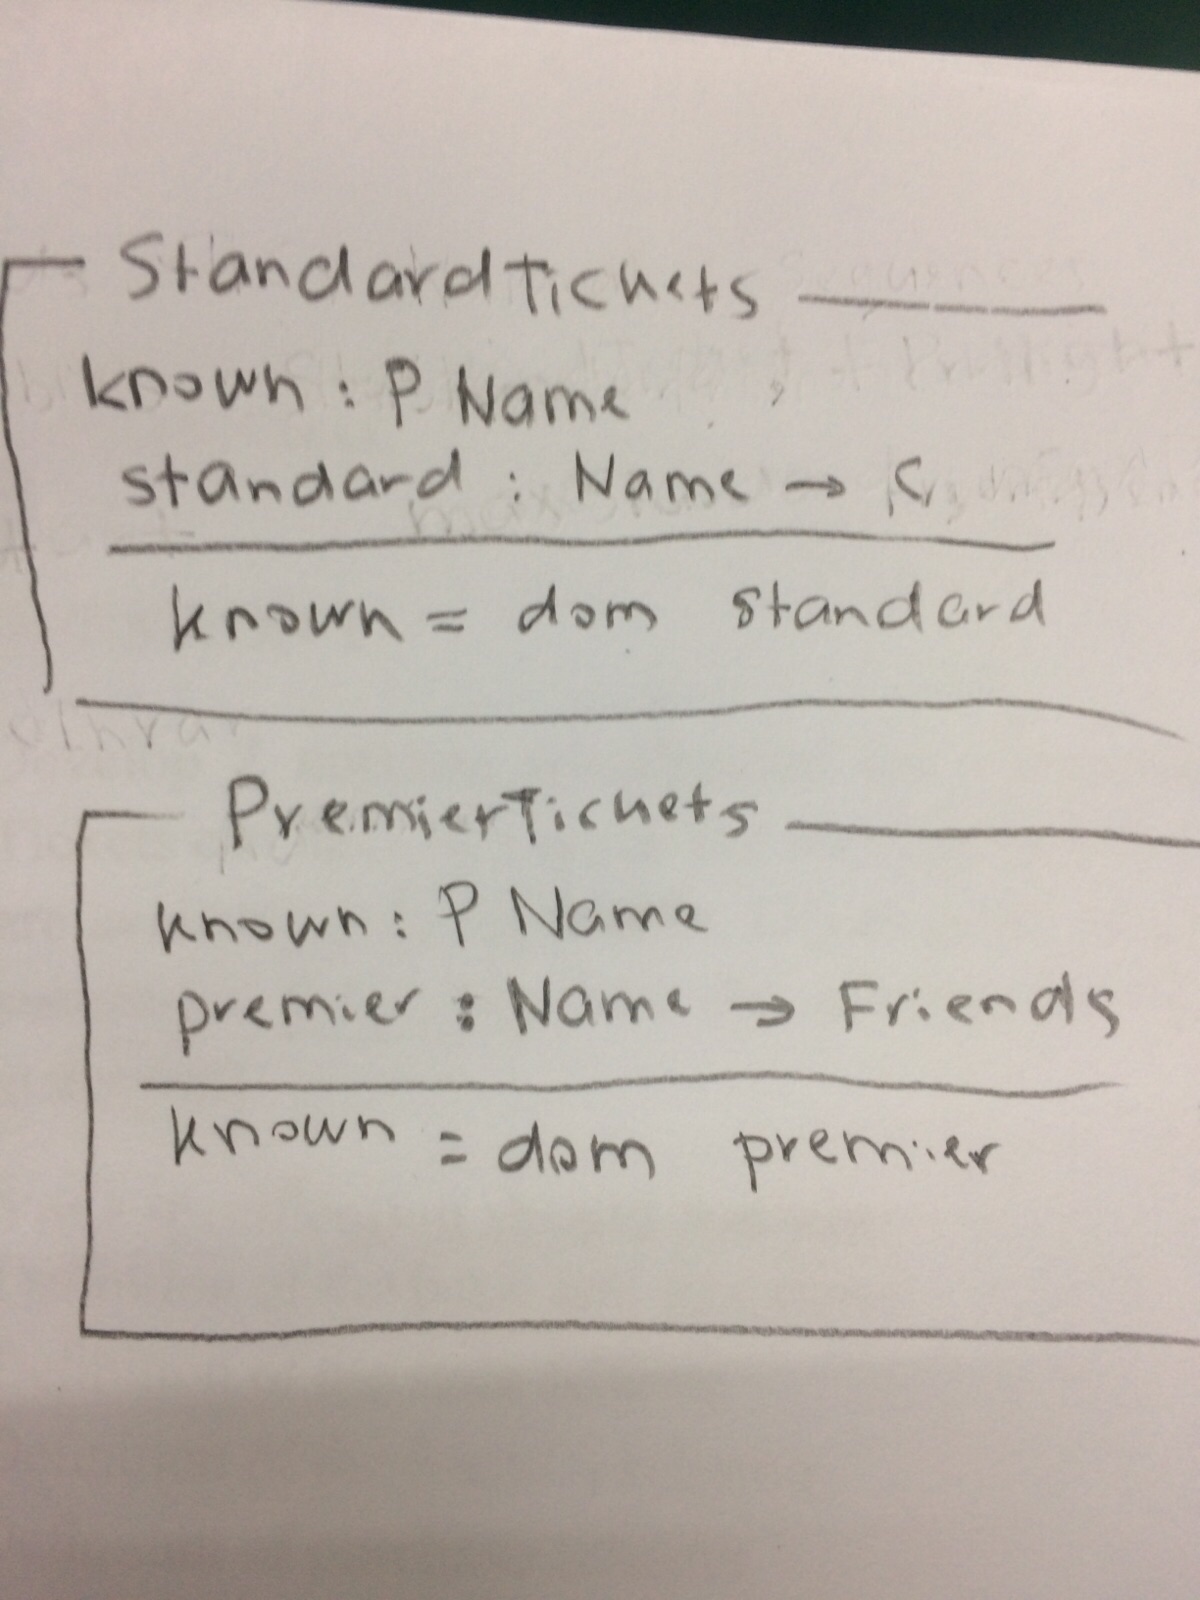 StandardTickets
known : P Name
standard : Name →
known = dom standard
PremierTickets
known : P Name
premier : Name → Friends
known = dom premier